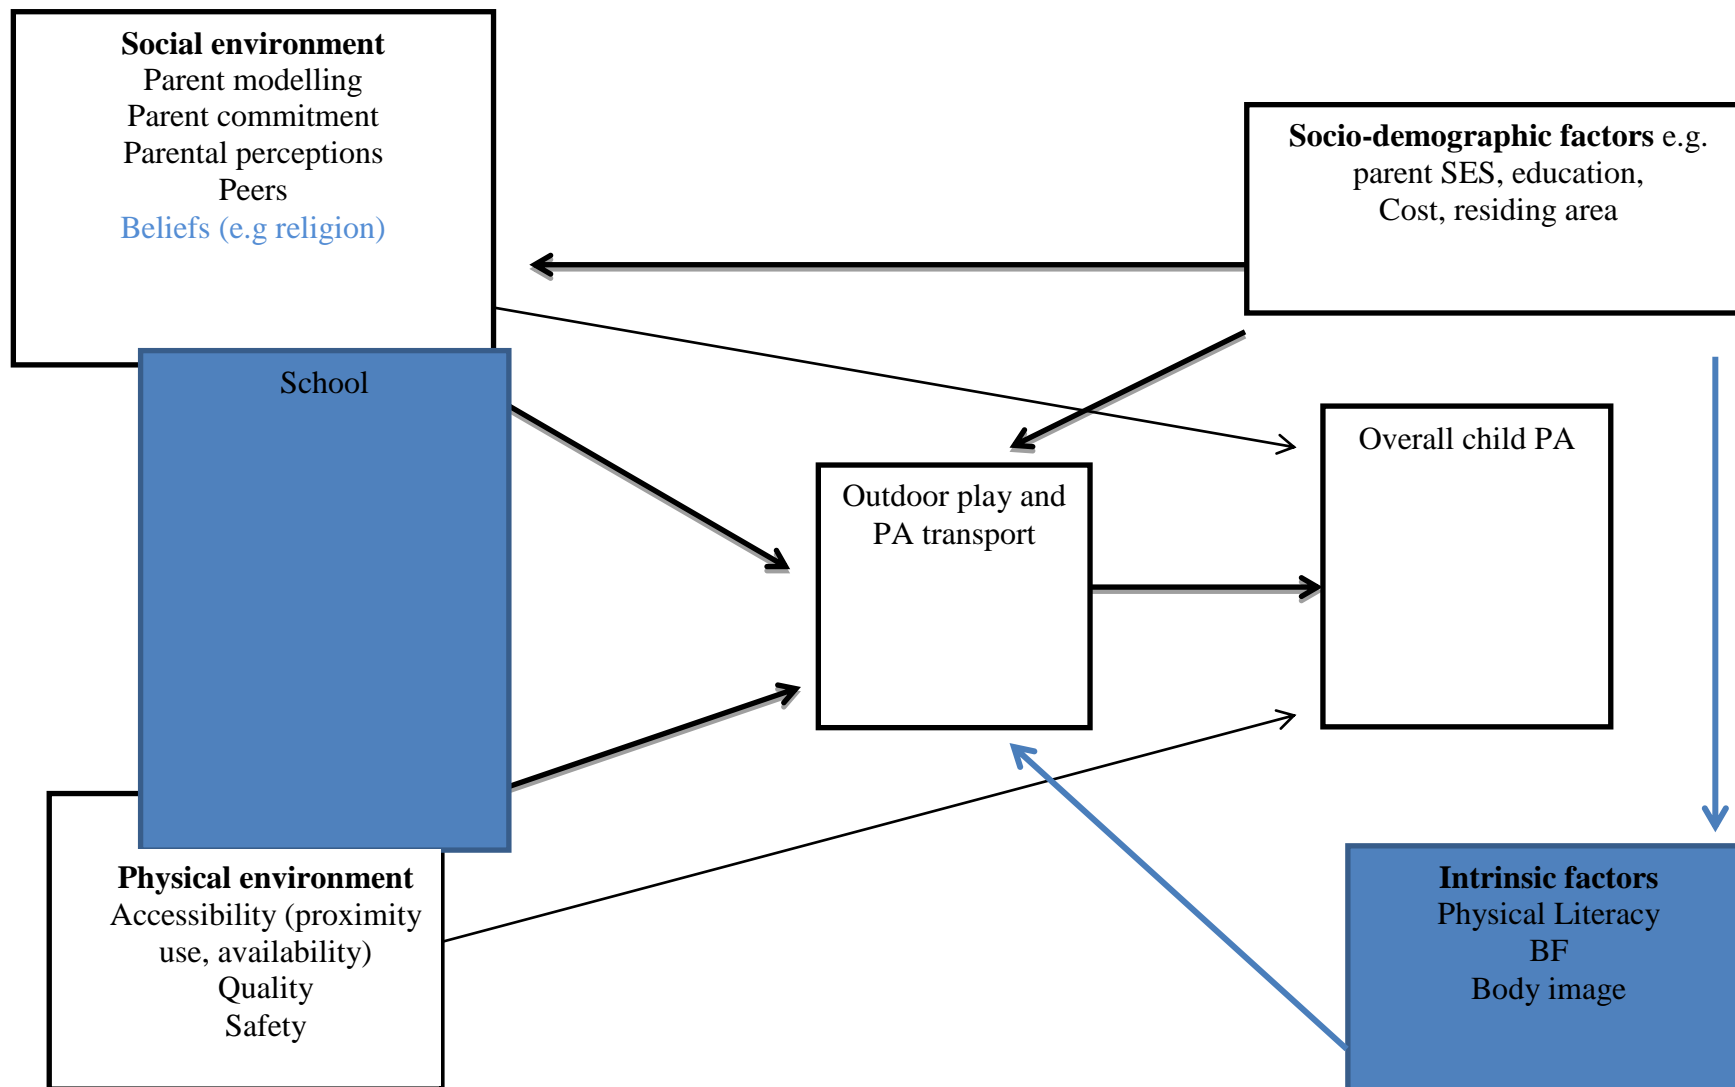 Social environment
Parent modelling
Parent commitment
Parental perceptions
Peers
Beliefs (e.g religion)
Socio-demographic factors e.g.
parent SES, education,
Cost, residing area
School
Overall child PA
Outdoor play and
PA transport
Physical environment
Accessibility (proximity
use, availability)
Quality
Safety
Intrinsic factors
Physical Literacy
BF
Body image